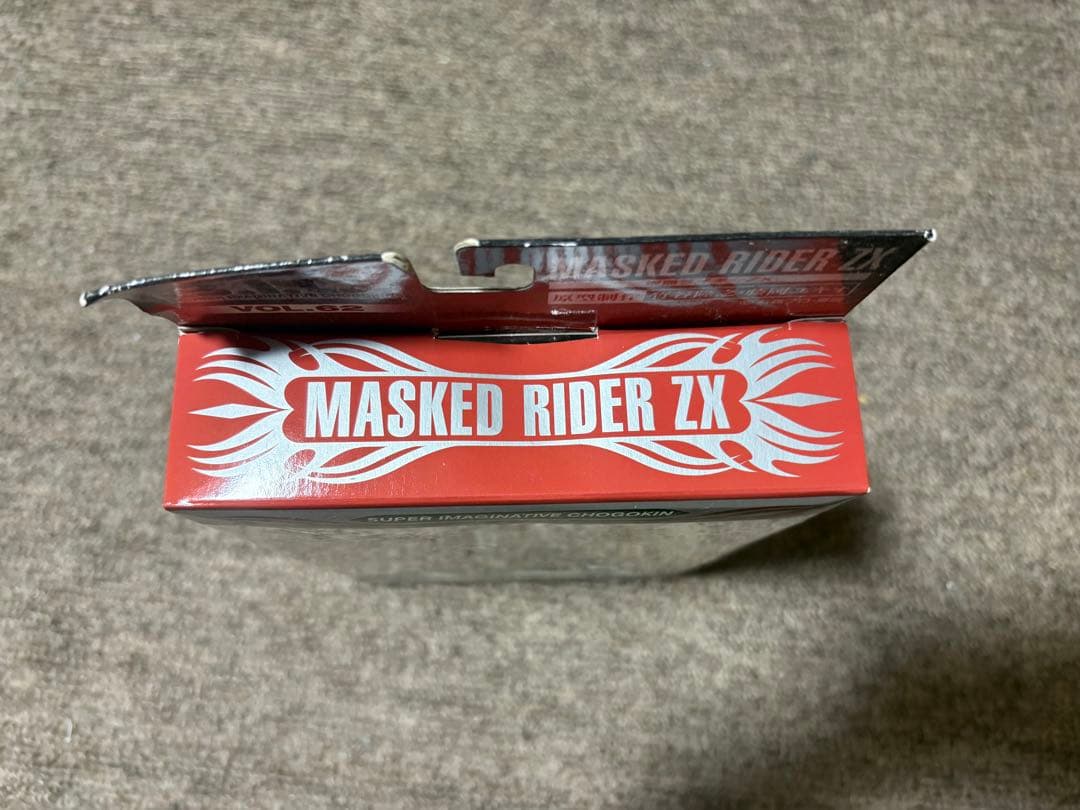 MASKED RIDER ZX
VOL.62
MASKED RIDER ZX
SUPER IMAGINATIVE CHOGOKIN